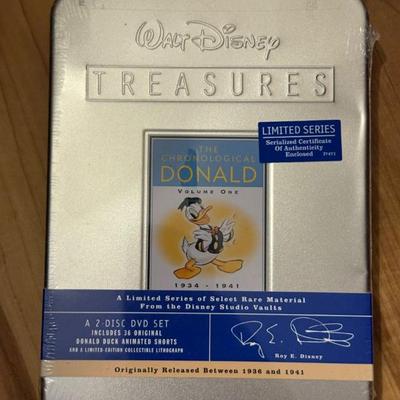 WALT DISNEY
TREASURES
LIMITED SERIES
Serialized Certificate
Of Authenticity
Enclosed
THE
CHRONOLOGICAL
DONALD
VOLUME ONE
1934 - 1941
A Limited Series of Select Rare Material
From the Disney Studio Vaults
A 2-DISC DVD SET
INCLUDES 36 ORIGINAL
DONALD DUCK ANIMATED SHORTS
AND A LIMITED-EDITION COLLECTIBLE LITHOGRAPH
Roy E. Disney
Roy E. Disney
Originally Released Between 1936 and 1941